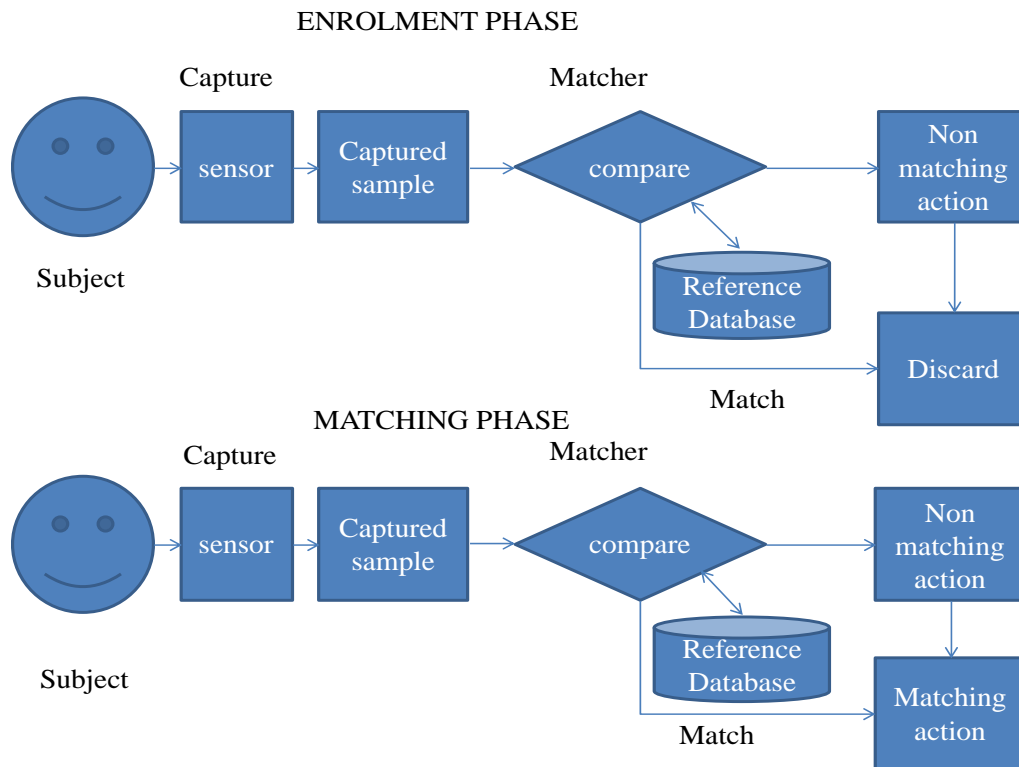 ENROLMENT PHASE
Capture
Matcher
sensor
Captured
sample
compare
Non
matching
action
Subject
Reference
Database
Discard
Match
MATCHING PHASE
Capture
Matcher
sensor
Captured
sample
compare
Non
matching
action
Subject
Reference
Database
Matching
action
Match